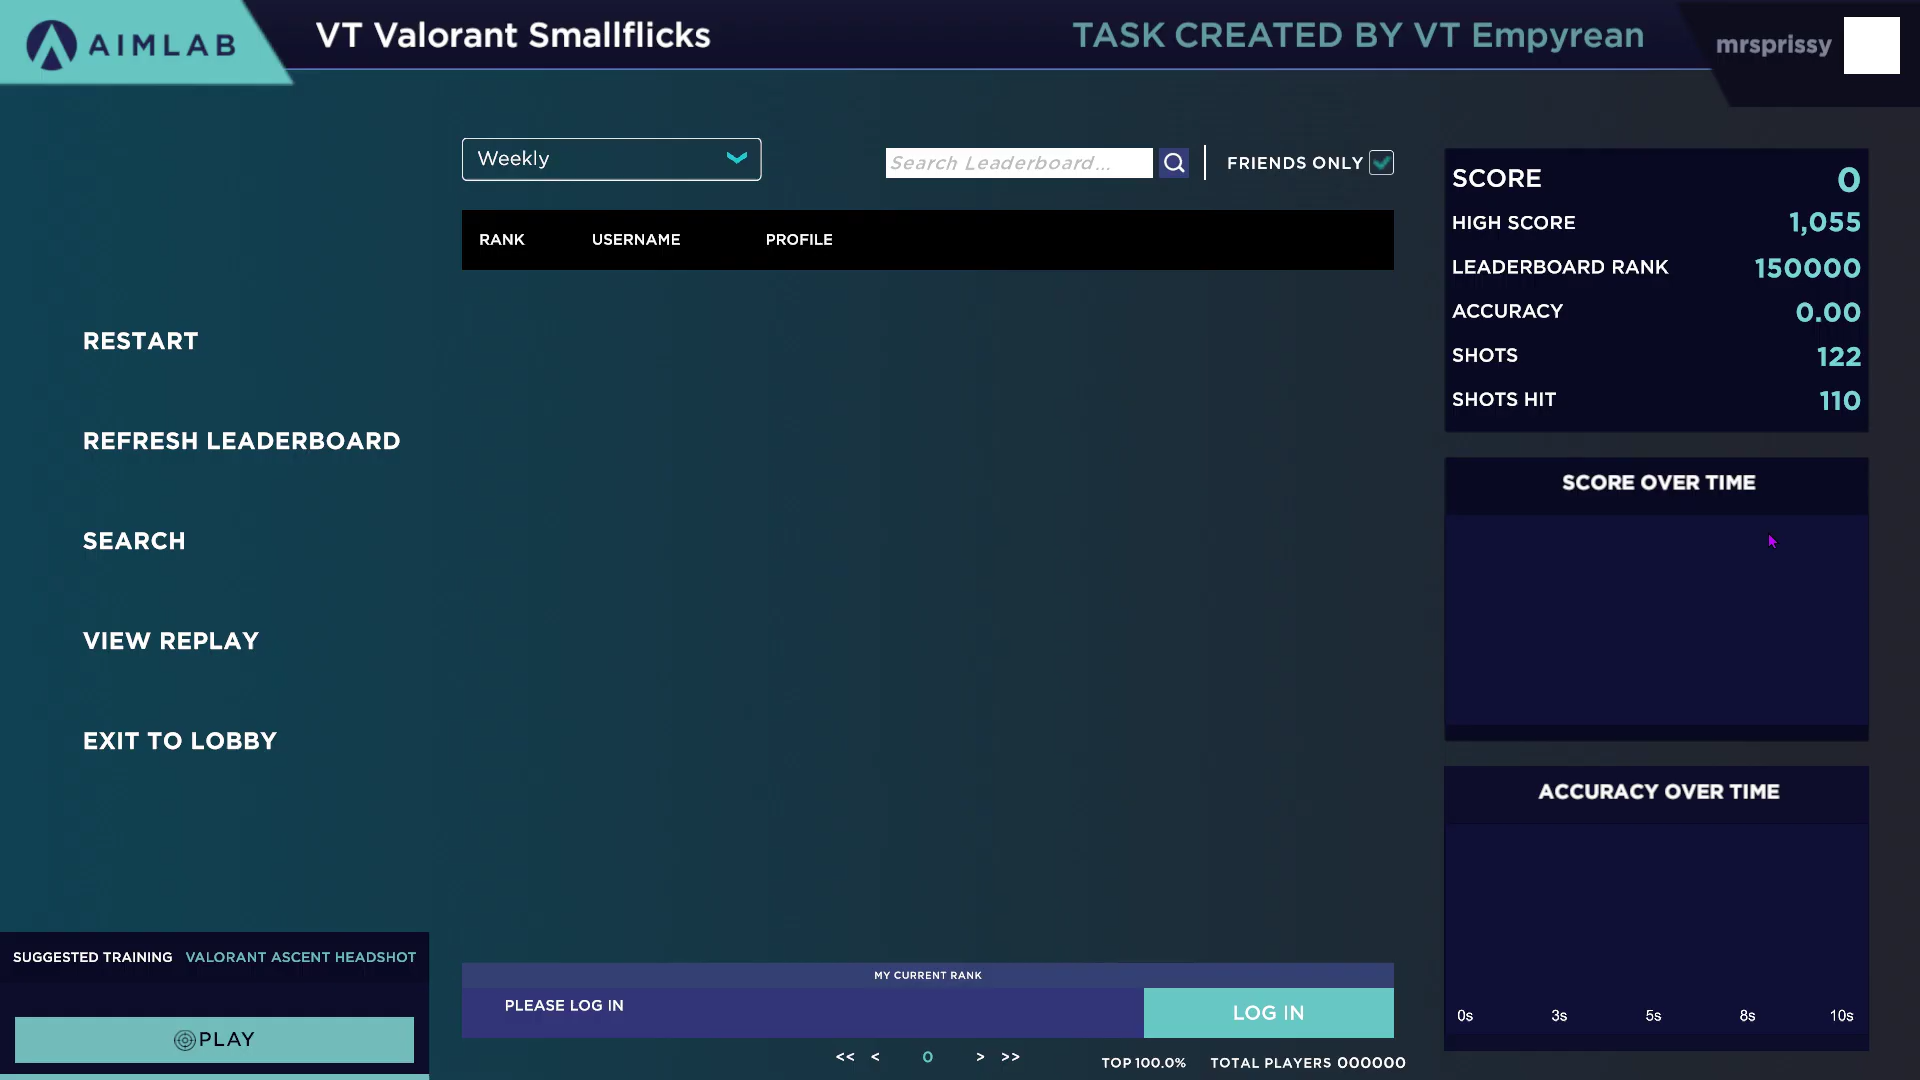 AIMLAB
VT Valorant Smallflicks
TASK CREATED BY VT Empyrean
mrsprissy
Weekly
Search Leaderboard...
FRIENDS ONLY
RANK USERNAME PROFILE
RESTART
REFRESH LEADERBOARD
SEARCH
VIEW REPLAY
EXIT TO LOBBY
SCORE 0
HIGH SCORE 1,055
LEADERBOARD RANK 150000
ACCURACY 0.00
SHOTS 122
SHOTS HIT 110
SCORE OVER TIME
ACCURACY OVER TIME
0s 3s 5s 8s 10s
SUGGESTED TRAINING VALORANT ASCENT HEADSHOT
PLAY
MY CURRENT RANK
PLEASE LOG IN
LOG IN
<< < 0 > >>
TOP 100.0% TOTAL PLAYERS 000000